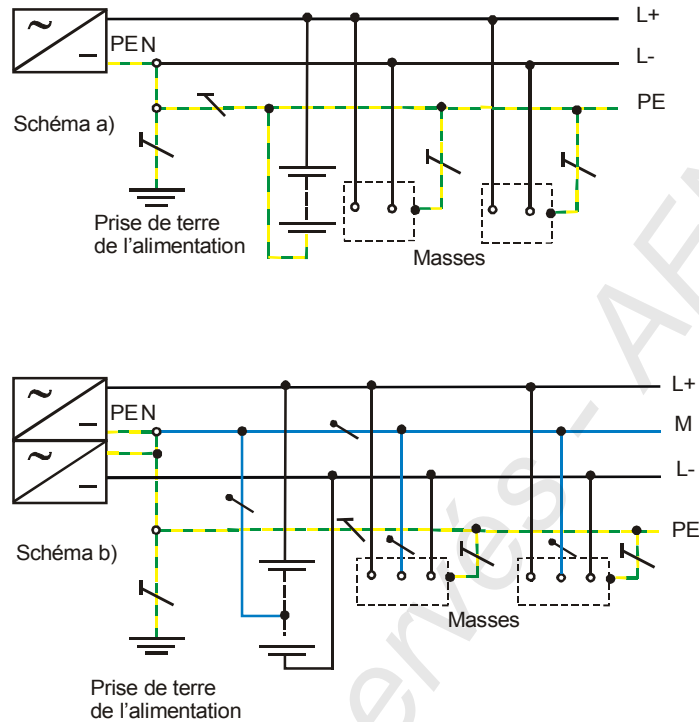 L+
PEN
L-
PE
Schéma a)
Prise de terre
de l'alimentation
Masses
L+
PEN
M
L-
PE
Schéma b)
Masses
Prise de terre
de l'alimentation